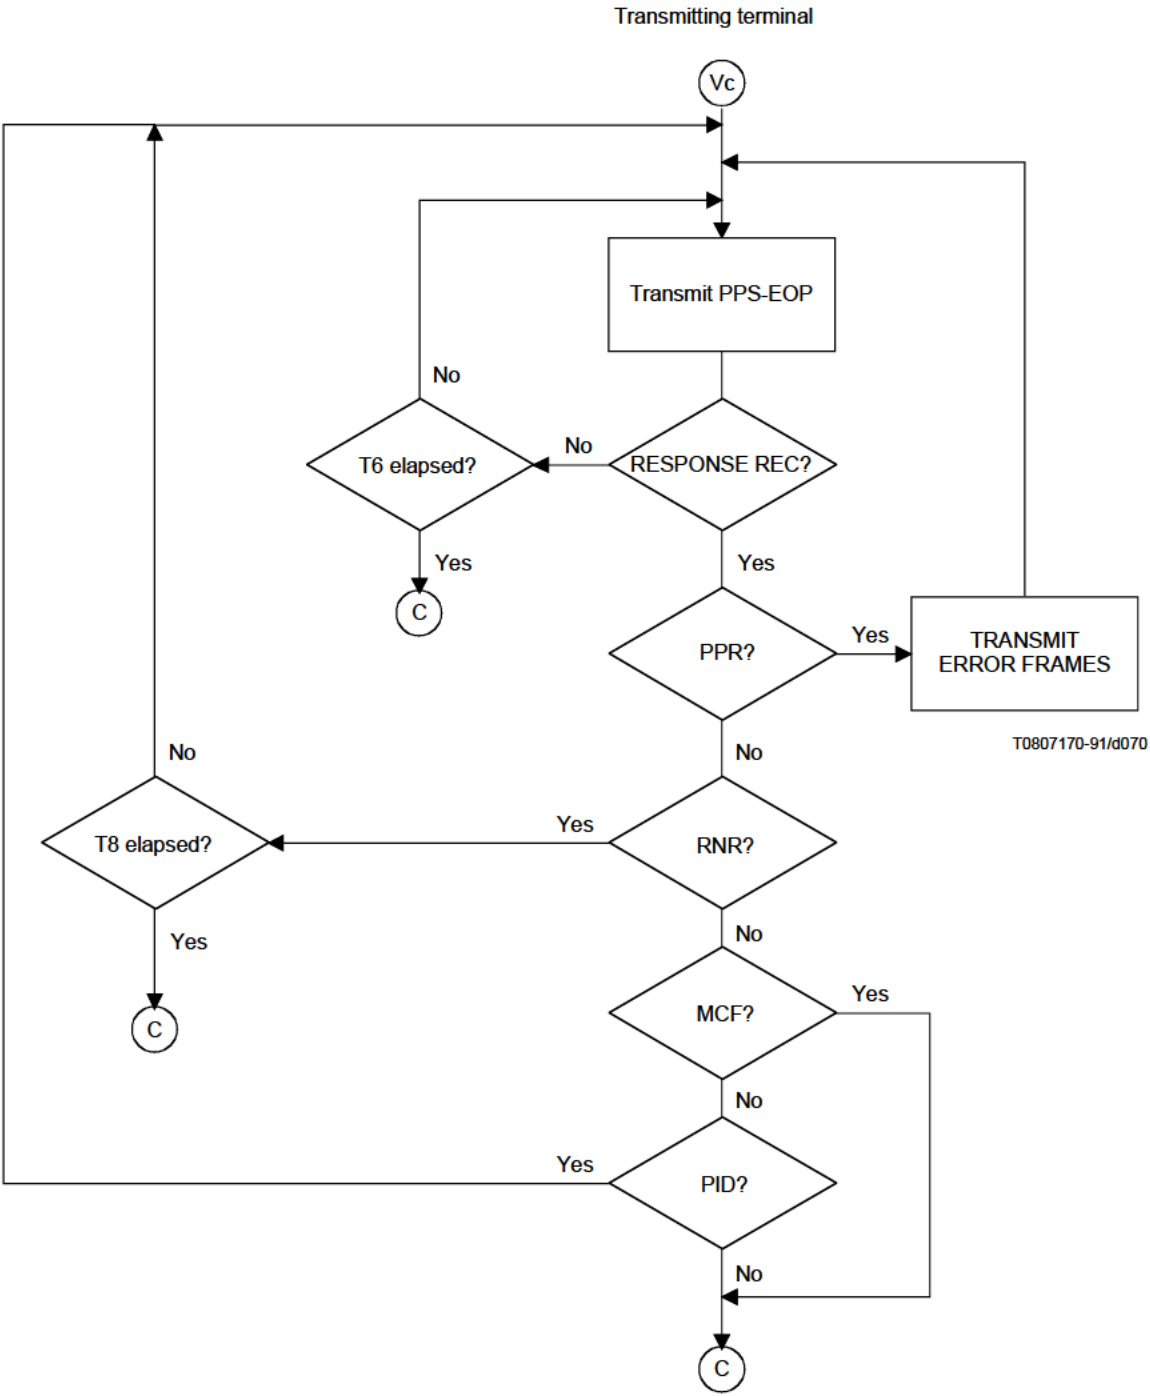 Transmitting terminal
Vc
Transmit PPS-EOP
No
T6 elapsed?
No
RESPONSE REC?
Yes
C
Yes
PPR?
Yes
TRANSMIT
ERROR FRAMES
T0807170-91/d070
No
No
T8 elapsed?
Yes
RNR?
Yes
C
No
MCF?
Yes
No
Yes
PID?
No
C